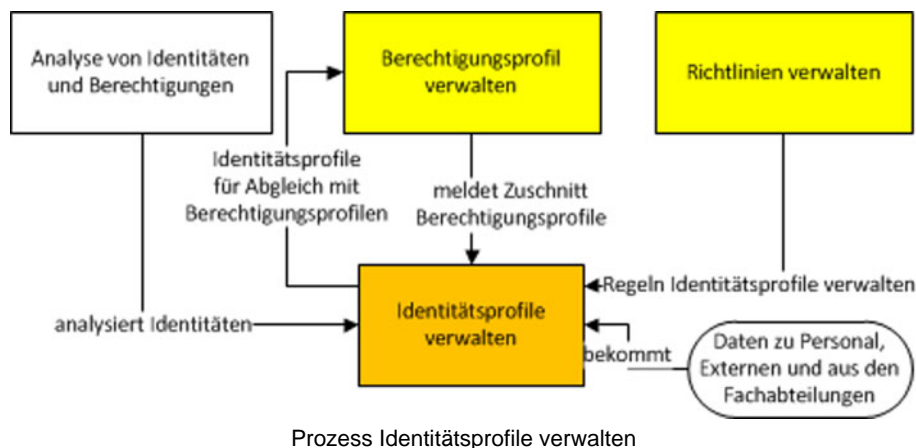 Analyse von Identitäten
und Berechtigungen
Berechtigungsprofil
verwalten
Richtlinien verwalten
Identitätsprofile
für Abgleich mit
Berechtigungsprofilen
meldet Zuschnitt
Berechtigungsprofile
Regeln Identitätsprofile verwalten
Identitätsprofile
verwalten
analysiert Identitäten
bekommt
Daten zu Personal,
Externen und aus den
Fachabteilungen
Prozess Identitätsprofile verwalten